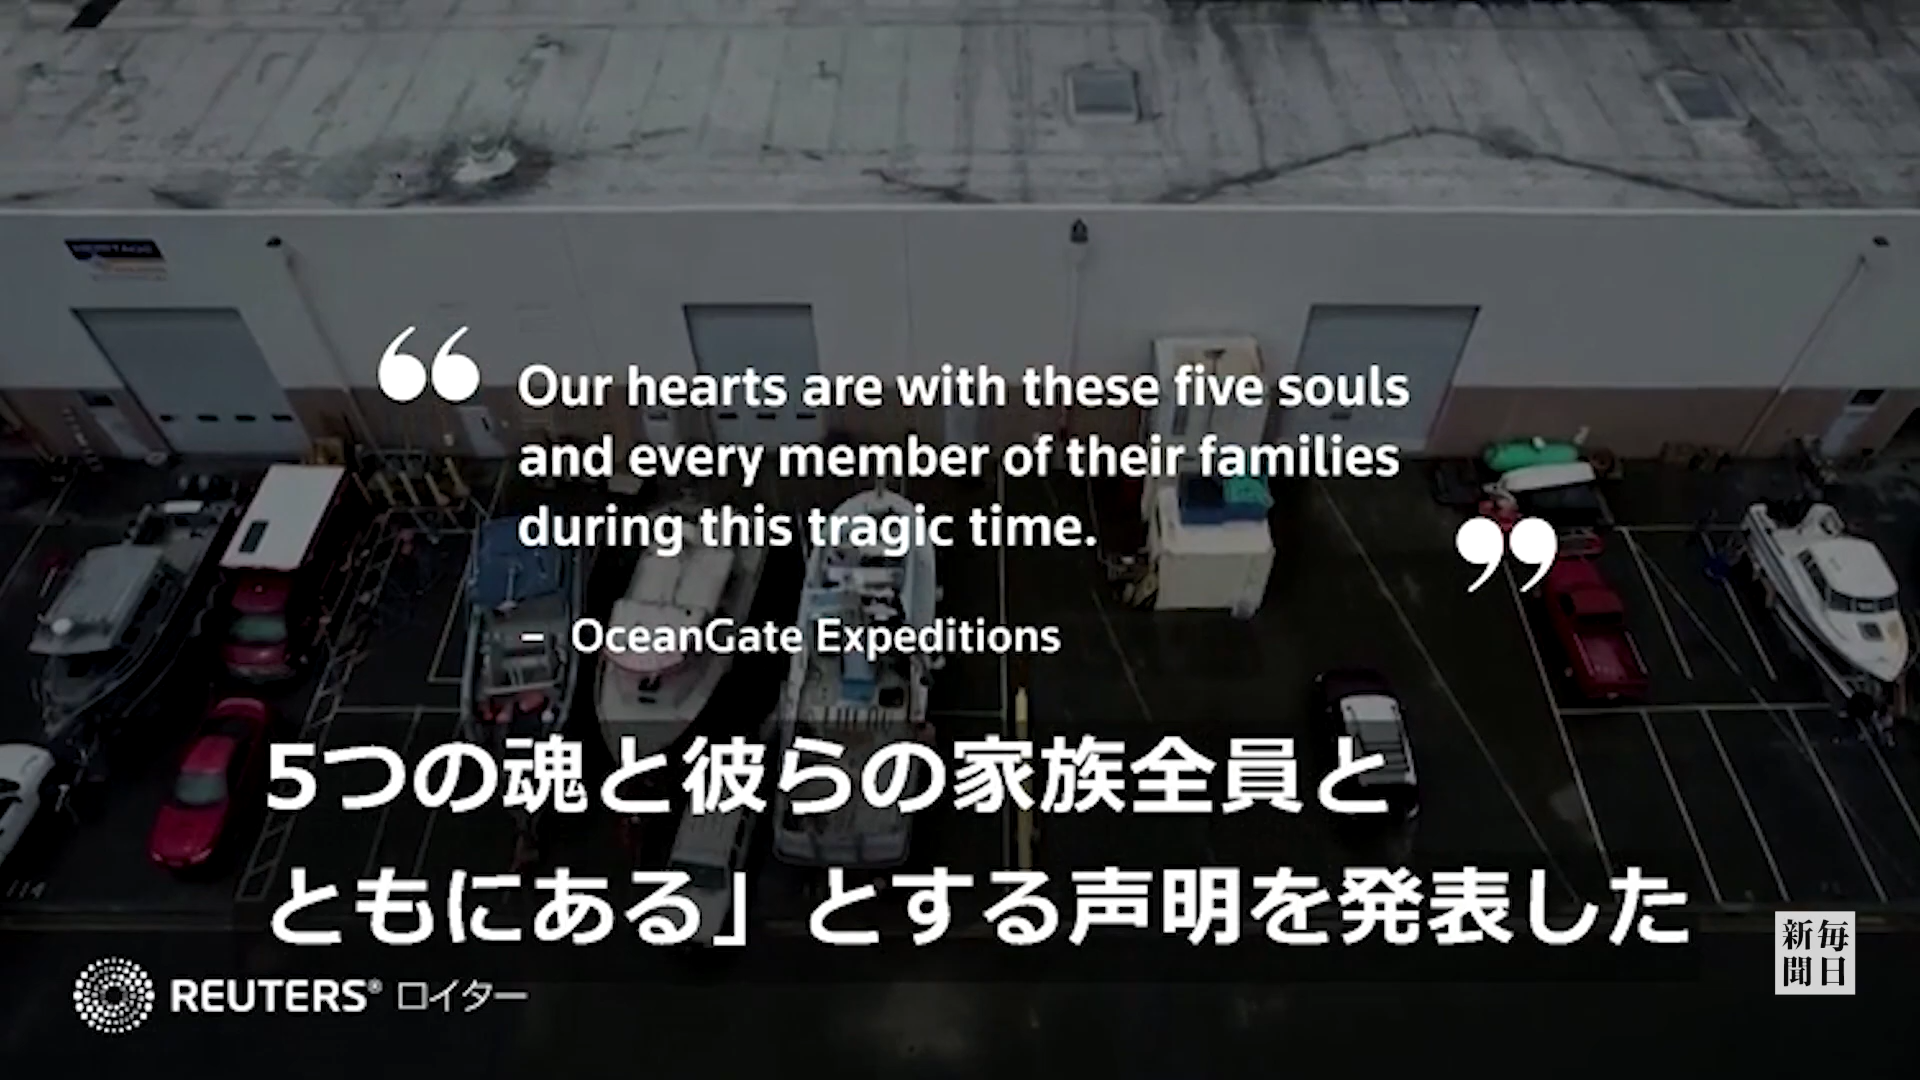 “Our hearts are with these five souls
and every member of their families
during this tragic time.”
– OceanGate Expeditions
5つの魂と彼らの家族全員と
ともにある」とする声明を発表した
114
REUTERS® ロイター
毎日
新聞